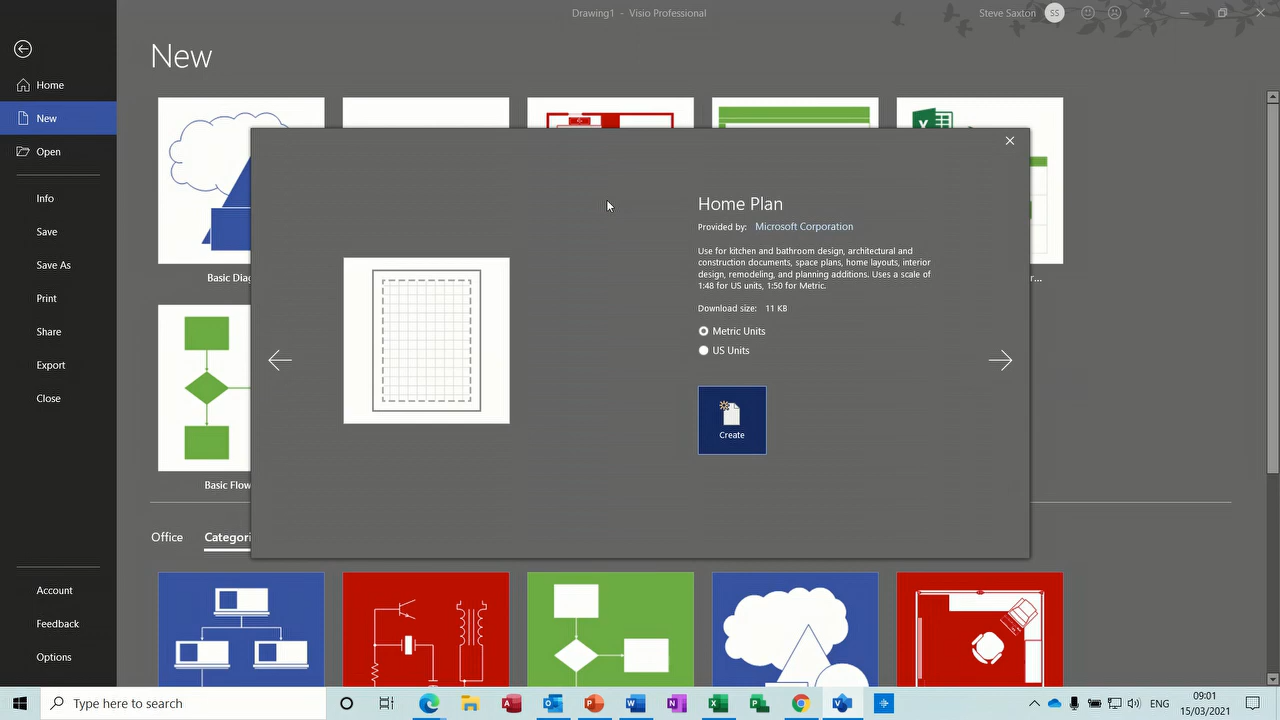 Drawing1 - Visio Professional
Steve Saxton
SS
?
New
Home
New
Open
Info
Save
Save As
Print
Share
Export
Close
Account
Feedback
Options
Basic Diag
r...
Basic Flow
Home Plan
Provided by: Microsoft Corporation
Use for kitchen and bathroom design, architectural and
construction documents, space plans, home layouts, interior
design, remodeling, and planning additions. Uses a scale of
1:48 for US units, 1:50 for Metric.
Download size: 11 KB
Metric Units
US Units
Create
Office
Categori
Type here to search
ENG
09:01
15/03/2021